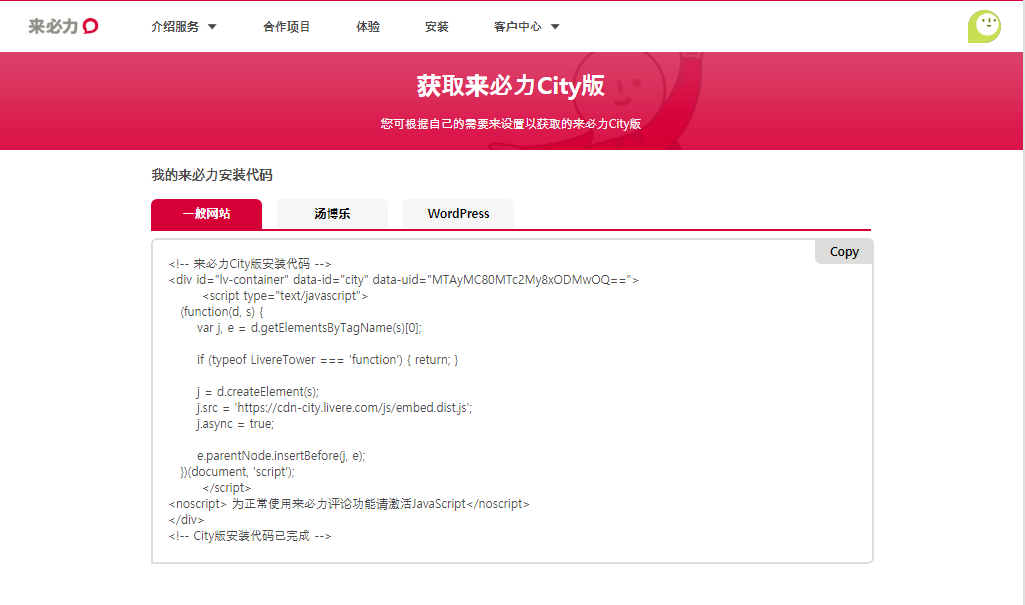 来必力
介绍服务 合作项目 体验 安装 客户中心
获取来必力City版
您可根据自己的需要来设置以获取的来必力City版
我的来必力安装代码
一般网站 汤博乐 WordPress
Copy
<!-- 来必力City版安装代码 -->
<div id="lv-container" data-id="city" data-uid="MTAyMC80MTc2My8xODMwOQ==">
<script type="text/javascript">
(function(d, s) {
var j, e = d.getElementsByTagName(s)[0];
if (typeof LivereTower === 'function') { return; }
j = d.createElement(s);
j.src = 'https://cdn-city.livere.com/js/embed.dist.js';
j.async = true;
e.parentNode.insertBefore(j, e);
})(document, 'script');
</script>
<noscript> 为正常使用来必力评论功能请激活JavaScript</noscript>
</div>
<!-- City版安装代码已完成 -->